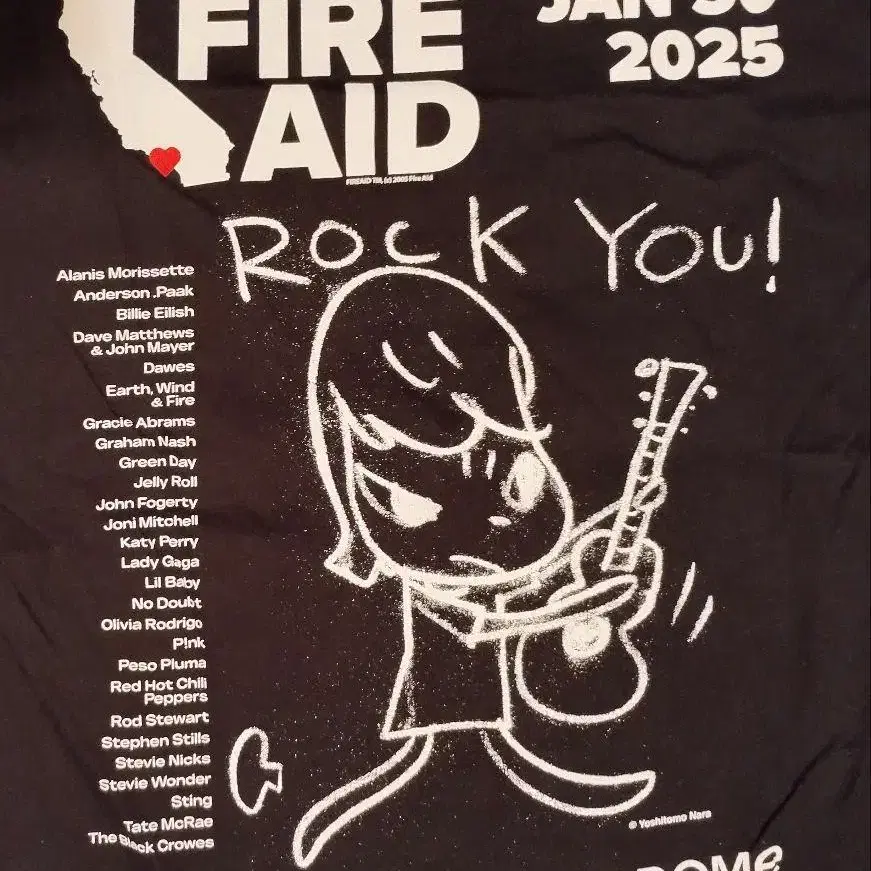 FIRE
AID
JAN 30
2025
FIREAID TM, (c) 2005 Fire Aid
ROCK YOU!
Alanis Morissette
Anderson .Paak
Billie Eilish
Dave Matthews
& John Mayer
Dawes
Earth, Wind
& Fire
Gracie Abrams
Graham Nash
Green Day
Jelly Roll
John Fogerty
Joni Mitchell
Katy Perry
Lady Gaga
Lil Baby
No Doubt
Olivia Rodrigo
P!nk
Peso Pluma
Red Hot Chili
Peppers
Rod Stewart
Stephen Stills
Stevie Nicks
Stevie Wonder
Sting
Tate McRae
The Black Crowes
© Yoshitomo Nara